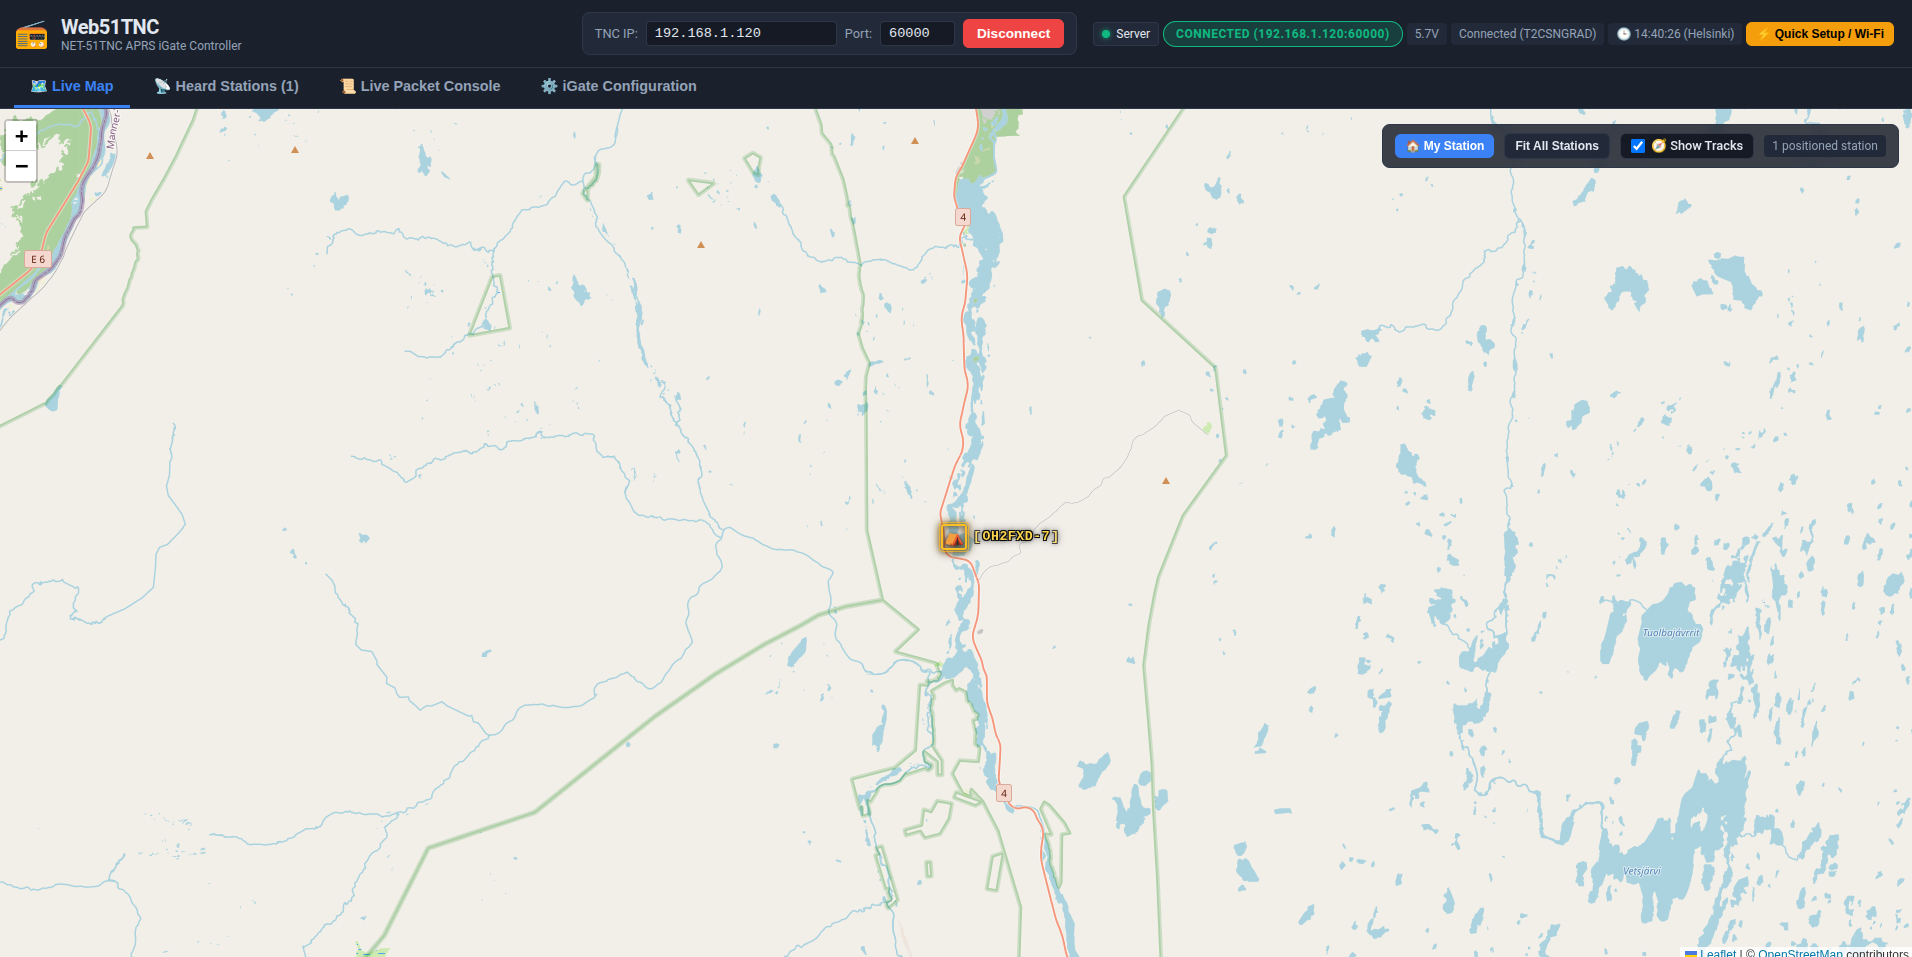 Web51TNC
NET-51TNC APRS iGate Controller
TNC IP: 192.168.1.120 Port: 60000 Disconnect
Server CONNECTED (192.168.1.120:60000) 5.7V Connected (T2CSNGRAD) 14:40:26 (Helsinki) Quick Setup / Wi-Fi
Live Map Heard Stations (1) Live Packet Console iGate Configuration
+
−
My Station Fit All Stations Show Tracks 1 positioned station
Manner-
4
E 6
[OH2FXD-7]
Tuolbajávrrit
4
Vetsjärvi
Leaflet | © OpenStreetMap contributors